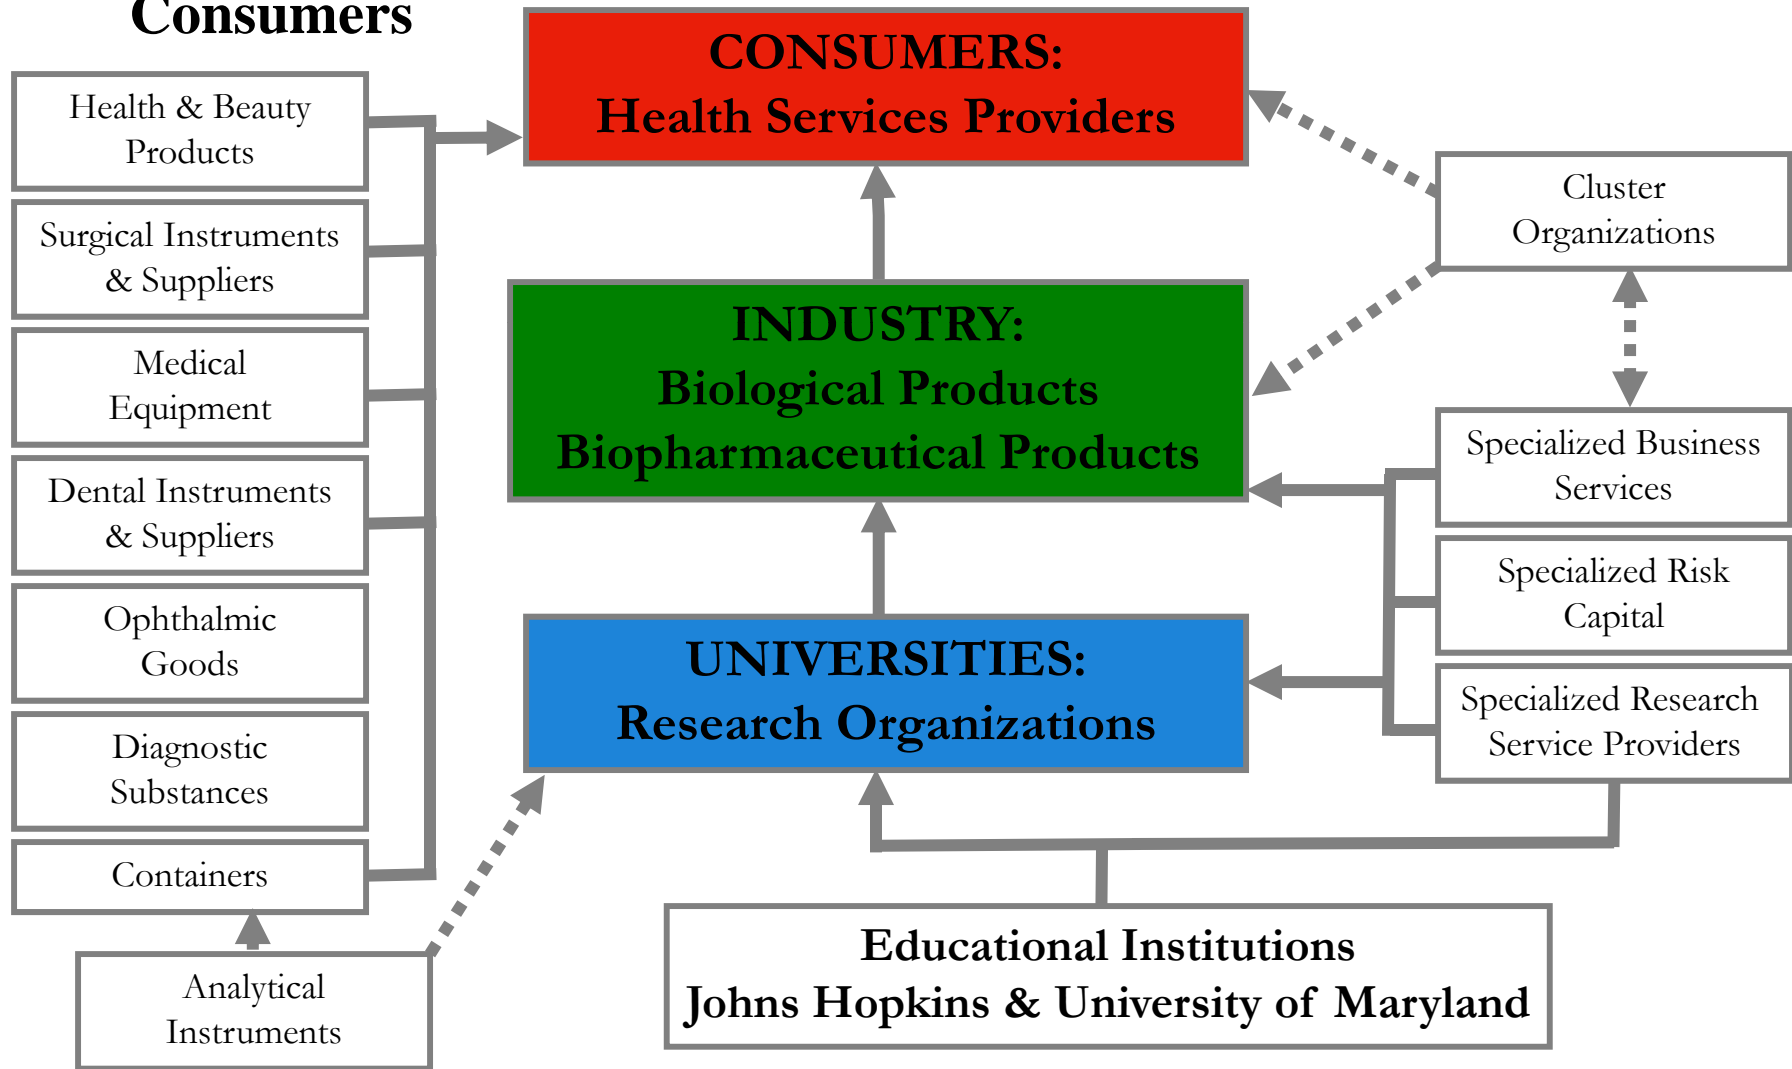 Consumers
Health & Beauty
Products
Surgical Instruments
& Suppliers
Medical
Equipment
Dental Instruments
& Suppliers
Ophthalmic
Goods
Diagnostic
Substances
Containers
Analytical
Instruments
CONSUMERS:
Health Services Providers
INDUSTRY:
Biological Products
Biopharmaceutical Products
UNIVERSITIES:
Research Organizations
Educational Institutions
Johns Hopkins & University of Maryland
Cluster
Organizations
Specialized Business
Services
Specialized Risk
Capital
Specialized Research
Service Providers